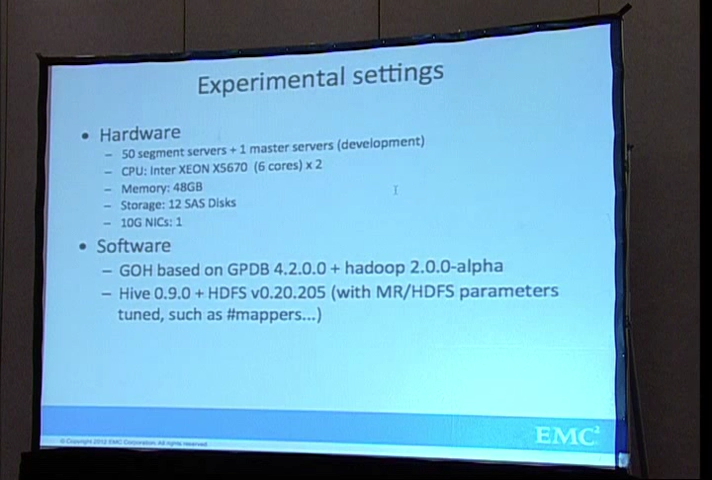 Experimental settings
• Hardware
– 50 segment servers + 1 master servers (development)
– CPU: Inter XEON X5670 (6 cores) x 2
– Memory: 48GB
– Storage: 12 SAS Disks
– 10G NICs: 1
• Software
– GOH based on GPDB 4.2.0.0 + hadoop 2.0.0-alpha
– Hive 0.9.0 + HDFS v0.20.205 (with MR/HDFS parameters
tuned, such as #mappers...)
© Copyright 2012 EMC Corporation. All rights reserved.
EMC²